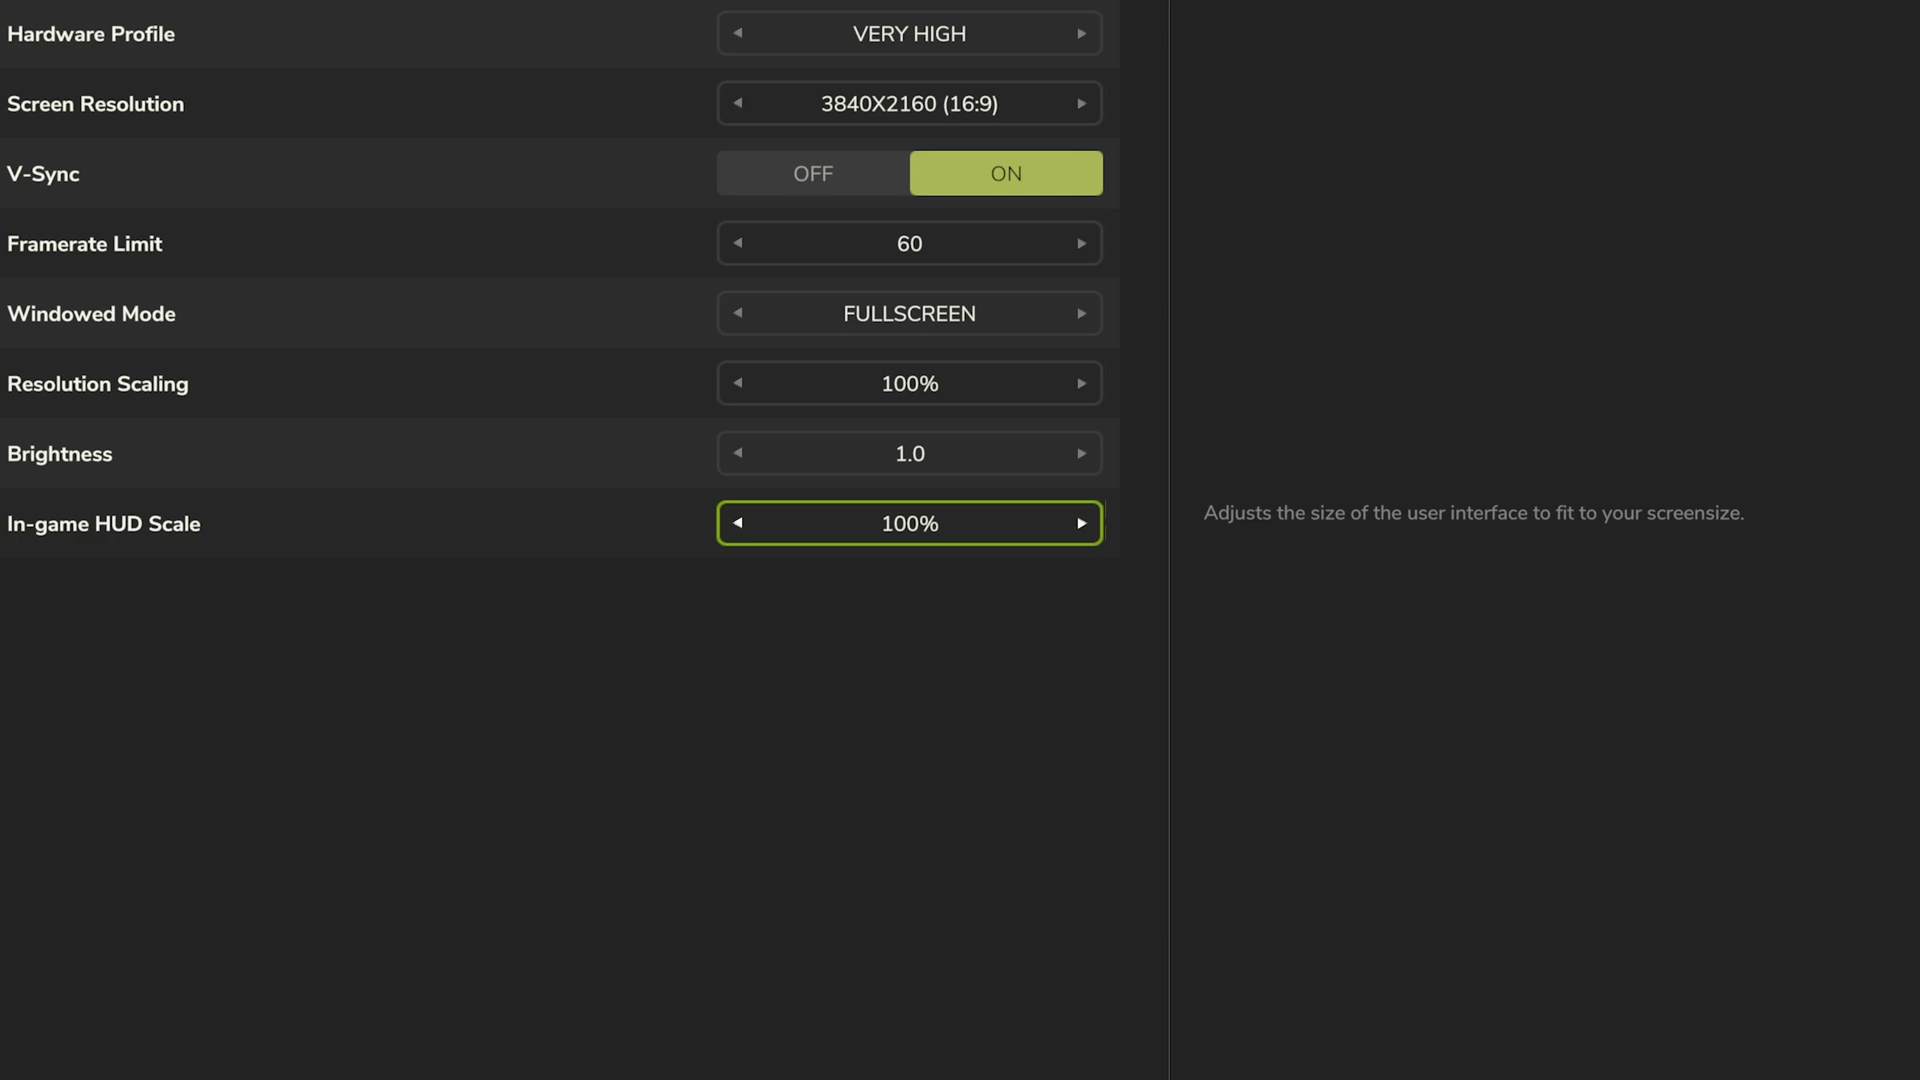 Hardware Profile
VERY HIGH
Screen Resolution
3840X2160 (16:9)
V-Sync
OFF
ON
Framerate Limit
60
Windowed Mode
FULLSCREEN
Resolution Scaling
100%
Brightness
1.0
In-game HUD Scale
100%
Adjusts the size of the user interface to fit to your screensize.